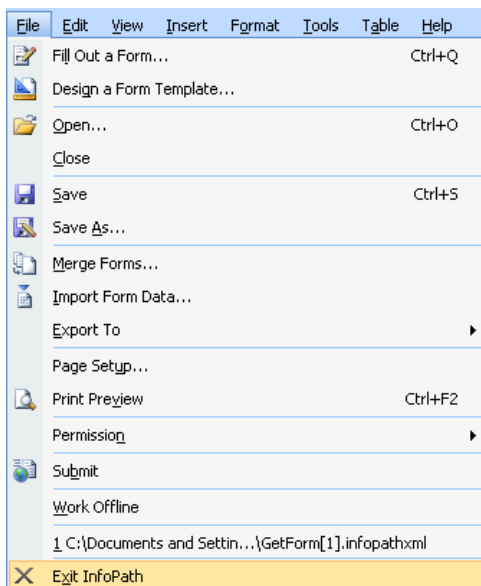 File Edit View Insert Format Tools Table Help
Fill Out a Form... Ctrl+Q
Design a Form Template...
Open... Ctrl+O
Close
Save Ctrl+S
Save As...
Merge Forms...
Import Form Data...
Export To
Page Setup...
Print Preview Ctrl+F2
Permission
Submit
Work Offline
1 C:\Documents and Settin...\GetForm[1].infopathxml
Exit InfoPath